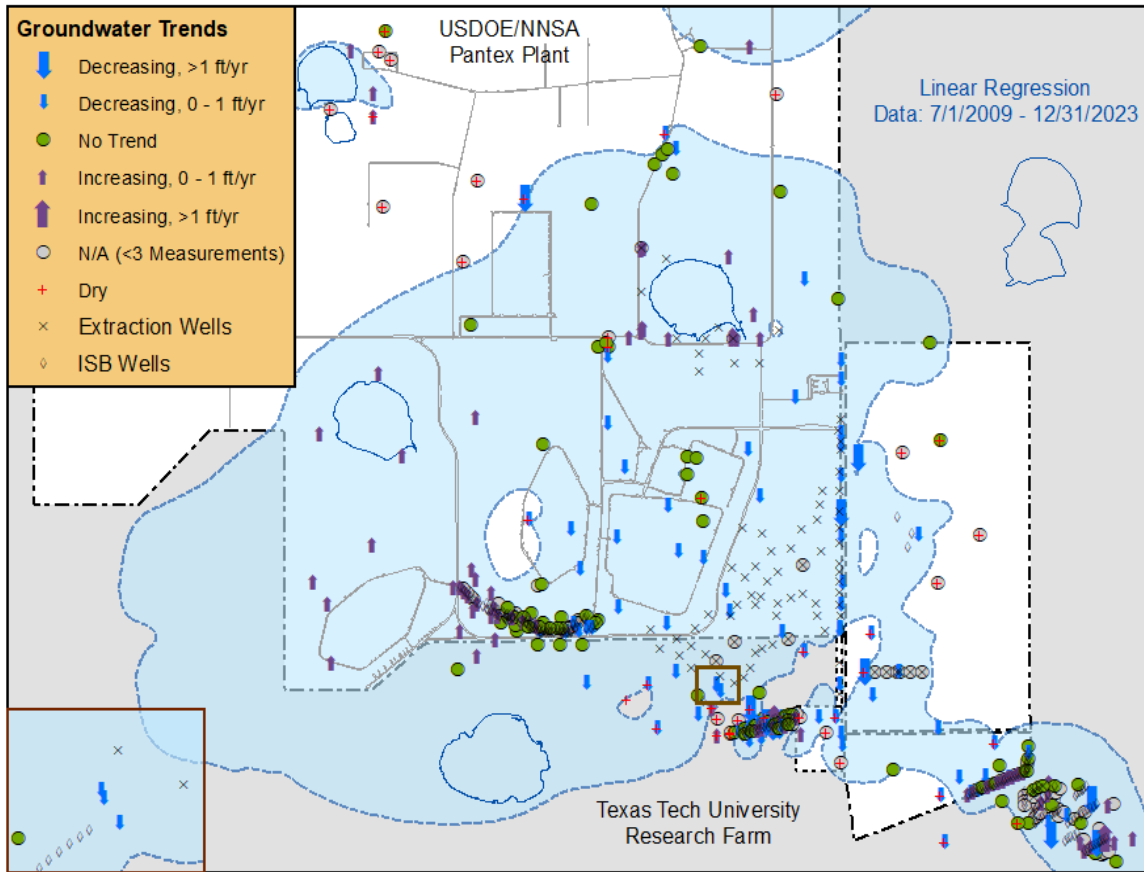 Groundwater Trends
Decreasing, >1 ft/yr
Decreasing, 0 - 1 ft/yr
No Trend
Increasing, 0 - 1 ft/yr
Increasing, >1 ft/yr
N/A (<3 Measurements)
Dry
Extraction Wells
ISB Wells
USDOE/NNSA
Pantex Plant
Linear Regression
Data: 7/1/2009 - 12/31/2023
Texas Tech University
Research Farm